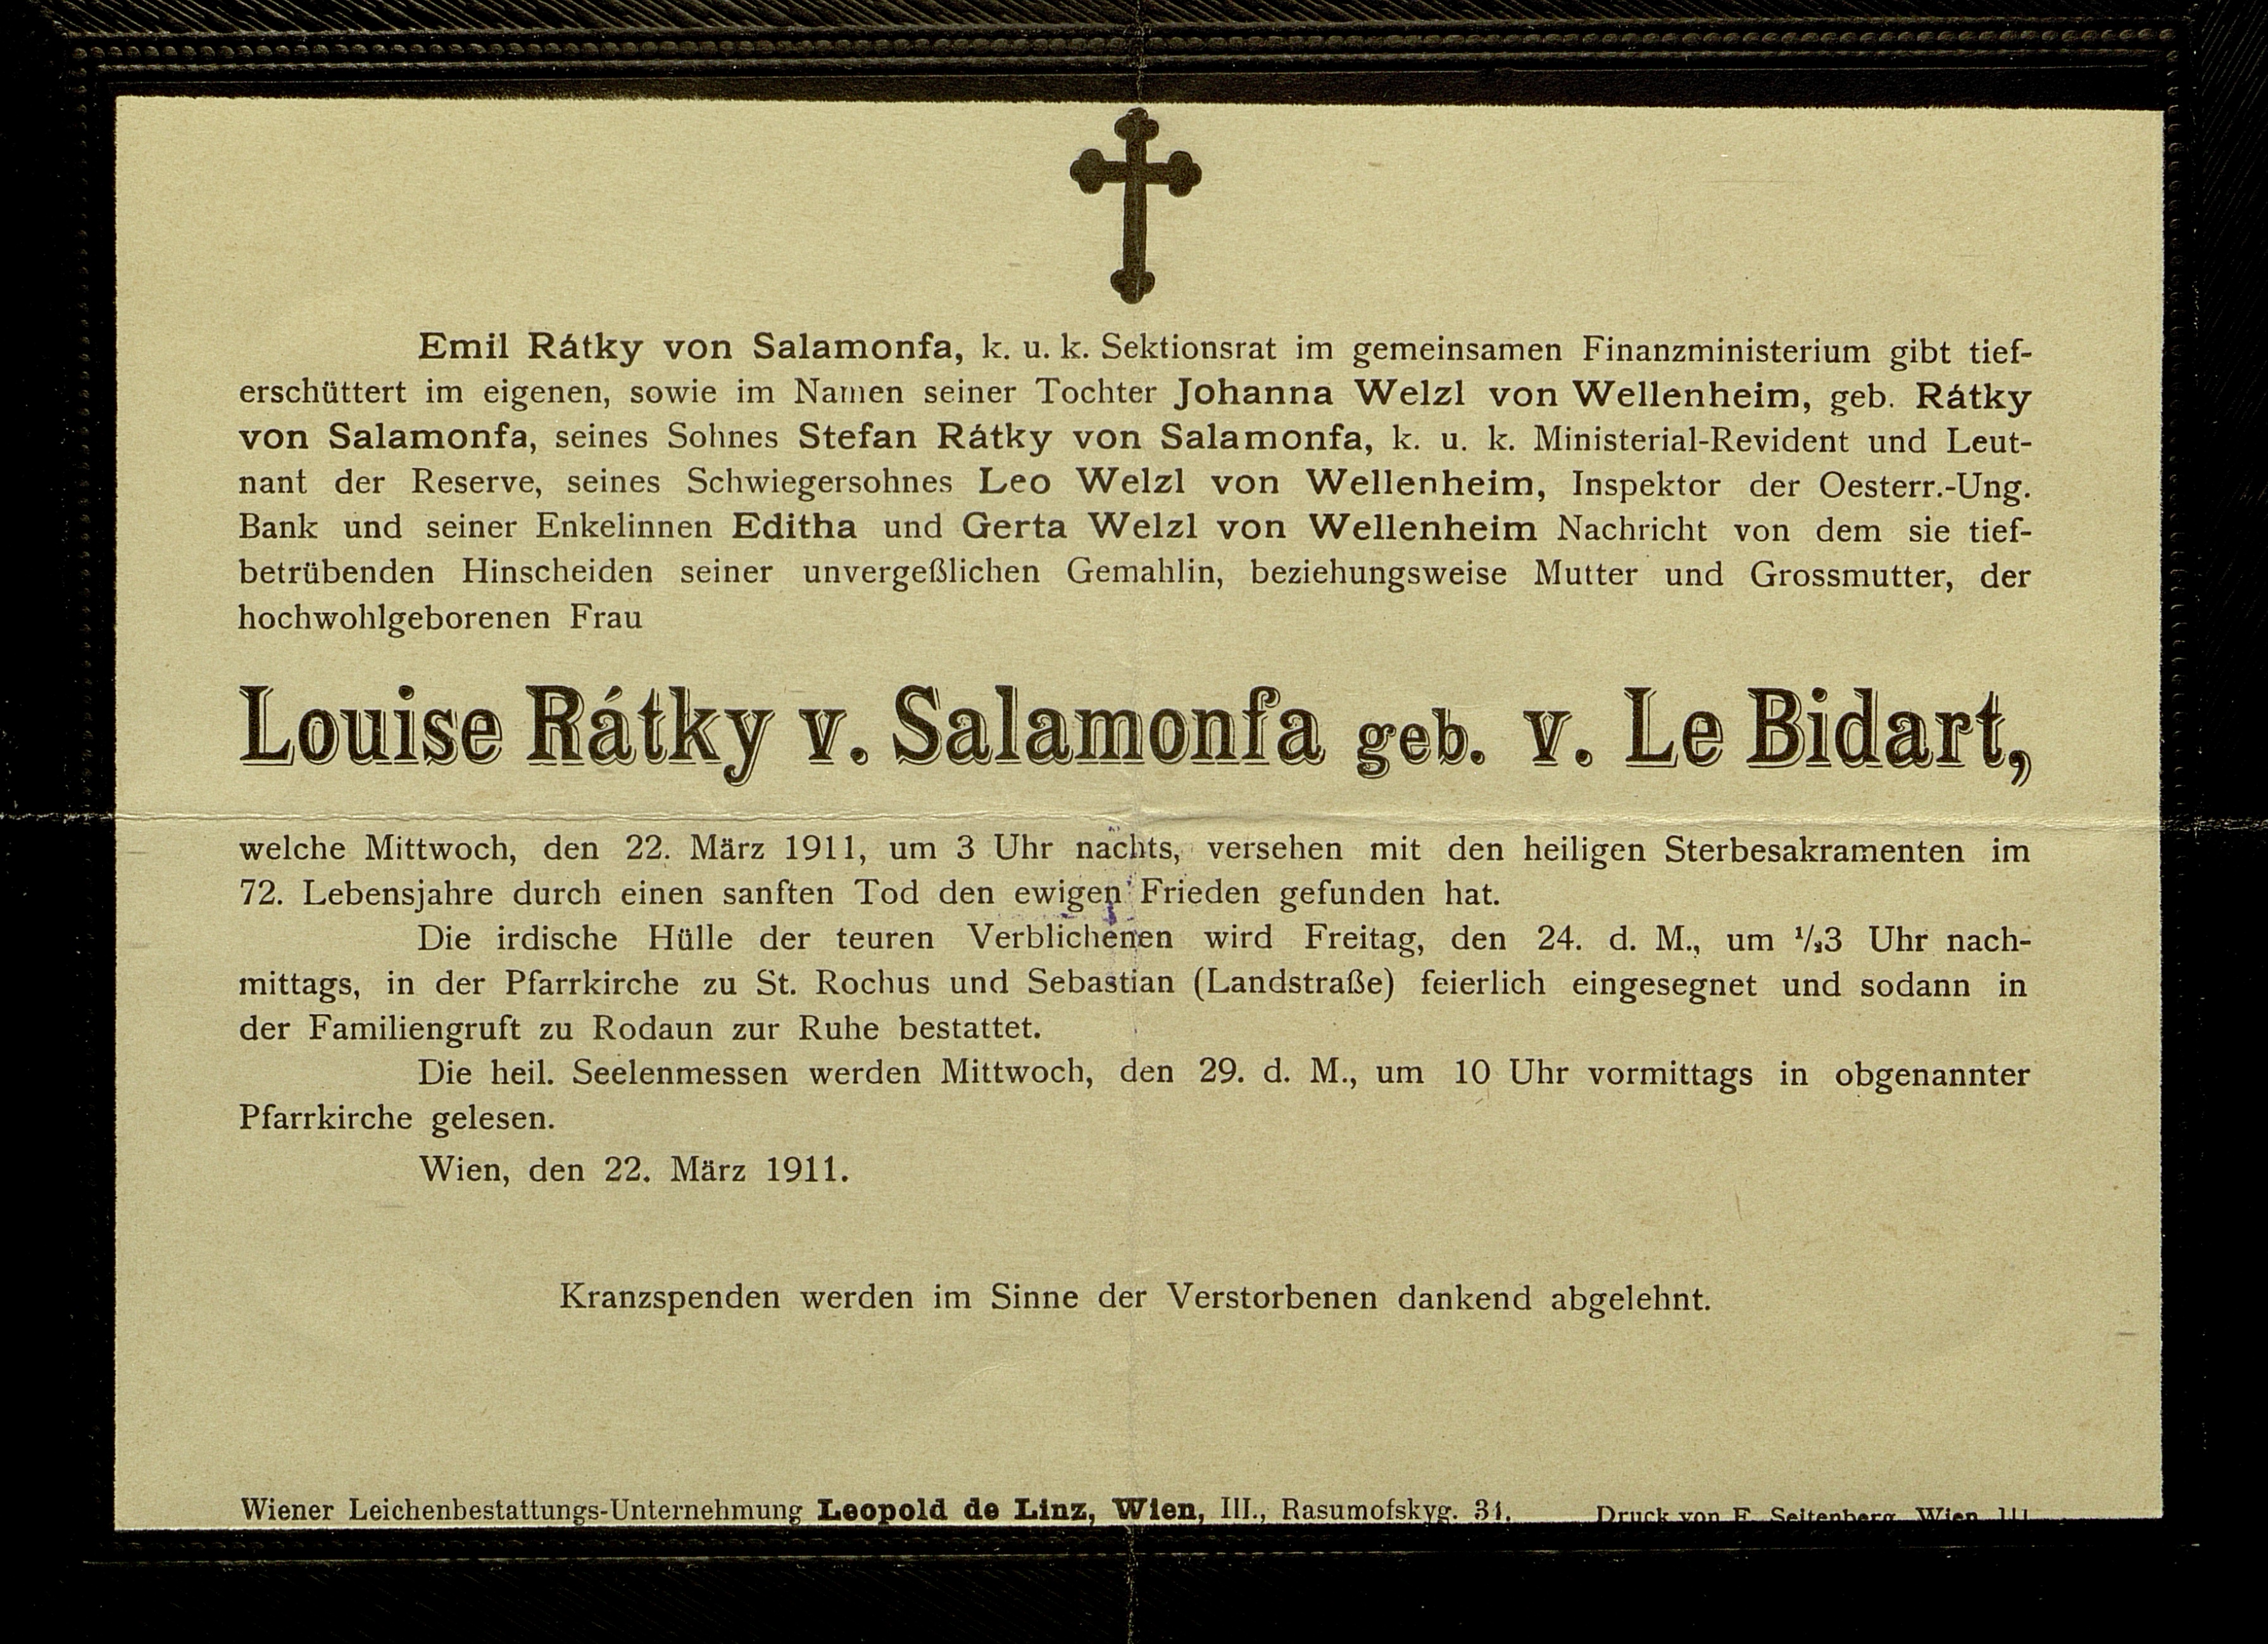 Emil Rátky von Salamonfa, k. u. k. Sektionsrat im gemeinsamen Finanzministerium gibt tief-
erschüttert im eigenen, sowie im Namen seiner Tochter Johanna Welzl von Wellenheim, geb. Rátky
von Salamonfa, seines Sohnes Stefan Rátky von Salamonfa, k. u. k. Ministerial-Revident und Leut-
nant der Reserve, seines Schwiegersohnes Leo Welzl von Wellenheim, Inspektor der Oesterr.-Ung.
Bank und seiner Enkelinnen Editha und Gerta Welzl von Wellenheim Nachricht von dem sie tief-
betrübenden Hinscheiden seiner unvergeßlichen Gemahlin, beziehungsweise Mutter und Grossmutter, der
hochwohlgeborenen Frau
Louise Rátky v. Salamonfa geb. v. Le Bidart,
welche Mittwoch, den 22. März 1911, um 3 Uhr nachts, versehen mit den heiligen Sterbesakramenten im
72. Lebensjahre durch einen sanften Tod den ewigen Frieden gefunden hat.
Die irdische Hülle der teuren Verblichenen wird Freitag, den 24. d. M., um ½3 Uhr nach-
mittags, in der Pfarrkirche zu St. Rochus und Sebastian (Landstraße) feierlich eingesegnet und sodann in
der Familiengruft zu Rodaun zur Ruhe bestattet.
Die heil. Seelenmessen werden Mittwoch, den 29. d. M., um 10 Uhr vormittags in obgenannter
Pfarrkirche gelesen.
Wien, den 22. März 1911.
Kranzspenden werden im Sinne der Verstorbenen dankend abgelehnt.
Wiener Leichenbestattungs-Unternehmung Leopold de Linz, Wien, III., Rasumofskyg. 31. Druck von Seitenberg, Wien III